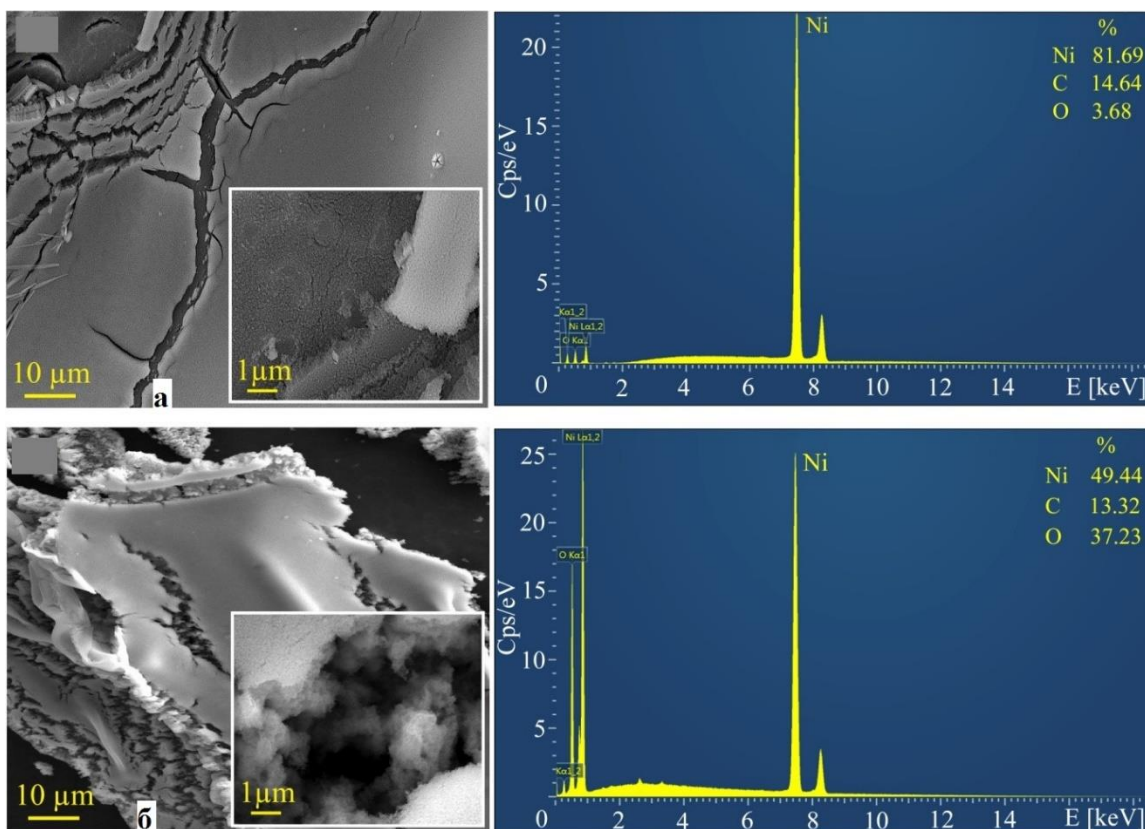 10 µm
а
1µm
Cps/eV
20
15
10
5
0
2
4
6
8
10
12
14
E [keV]
Ni
Kα1_2
Ni Lα1,2
O Kα1
%
Ni 81.69
C 14.64
O 3.68
10 µm
б
1µm
Cps/eV
25
20
15
10
5
0
2
4
6
8
10
12
14
E [keV]
Ni Lα1,2
O Kα1
Kα1_2
Ni
%
Ni 49.44
C 13.32
O 37.23